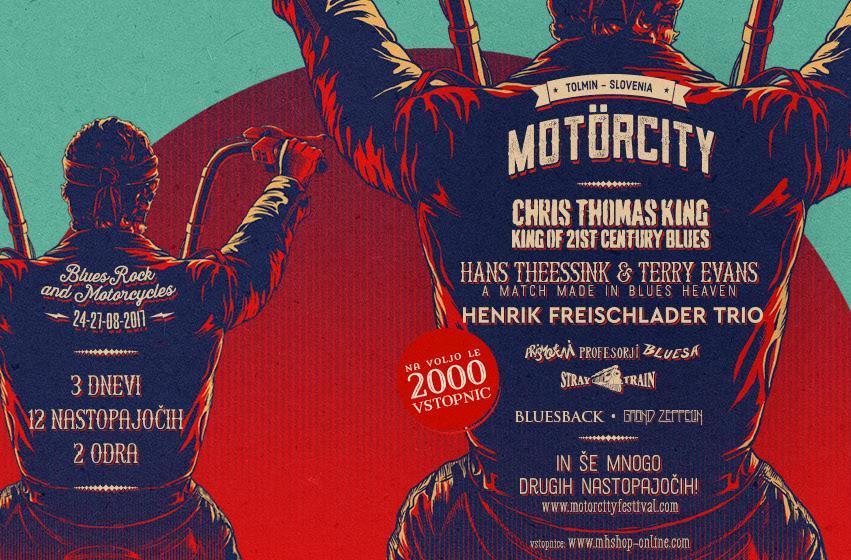 Blues Rock
and Motorcycles
24-27-08-2017
3 DNEVI
12 NASTOPAJOČIH
2 ODRA
TOLMIN – SLOVENIA
MOTÖRCITY
CHRIS THOMAS KING
KING OF 21ST CENTURY BLUES
HANS THEESSINK & TERRY EVANS
A MATCH MADE IN BLUES HEAVEN
HENRIK FREISCHLADER TRIO
PROFESORJI BLUESA
STRAY TRAIN
BLUESBACK • GRAND ZEPPELIN
NA VOLJO LE
2000
VSTOPNIC
IN ŠE MNOGO
DRUGIH NASTOPAJOČIH!
www.motorcityfestival.com
vstopnice: www.mhshop-online.com